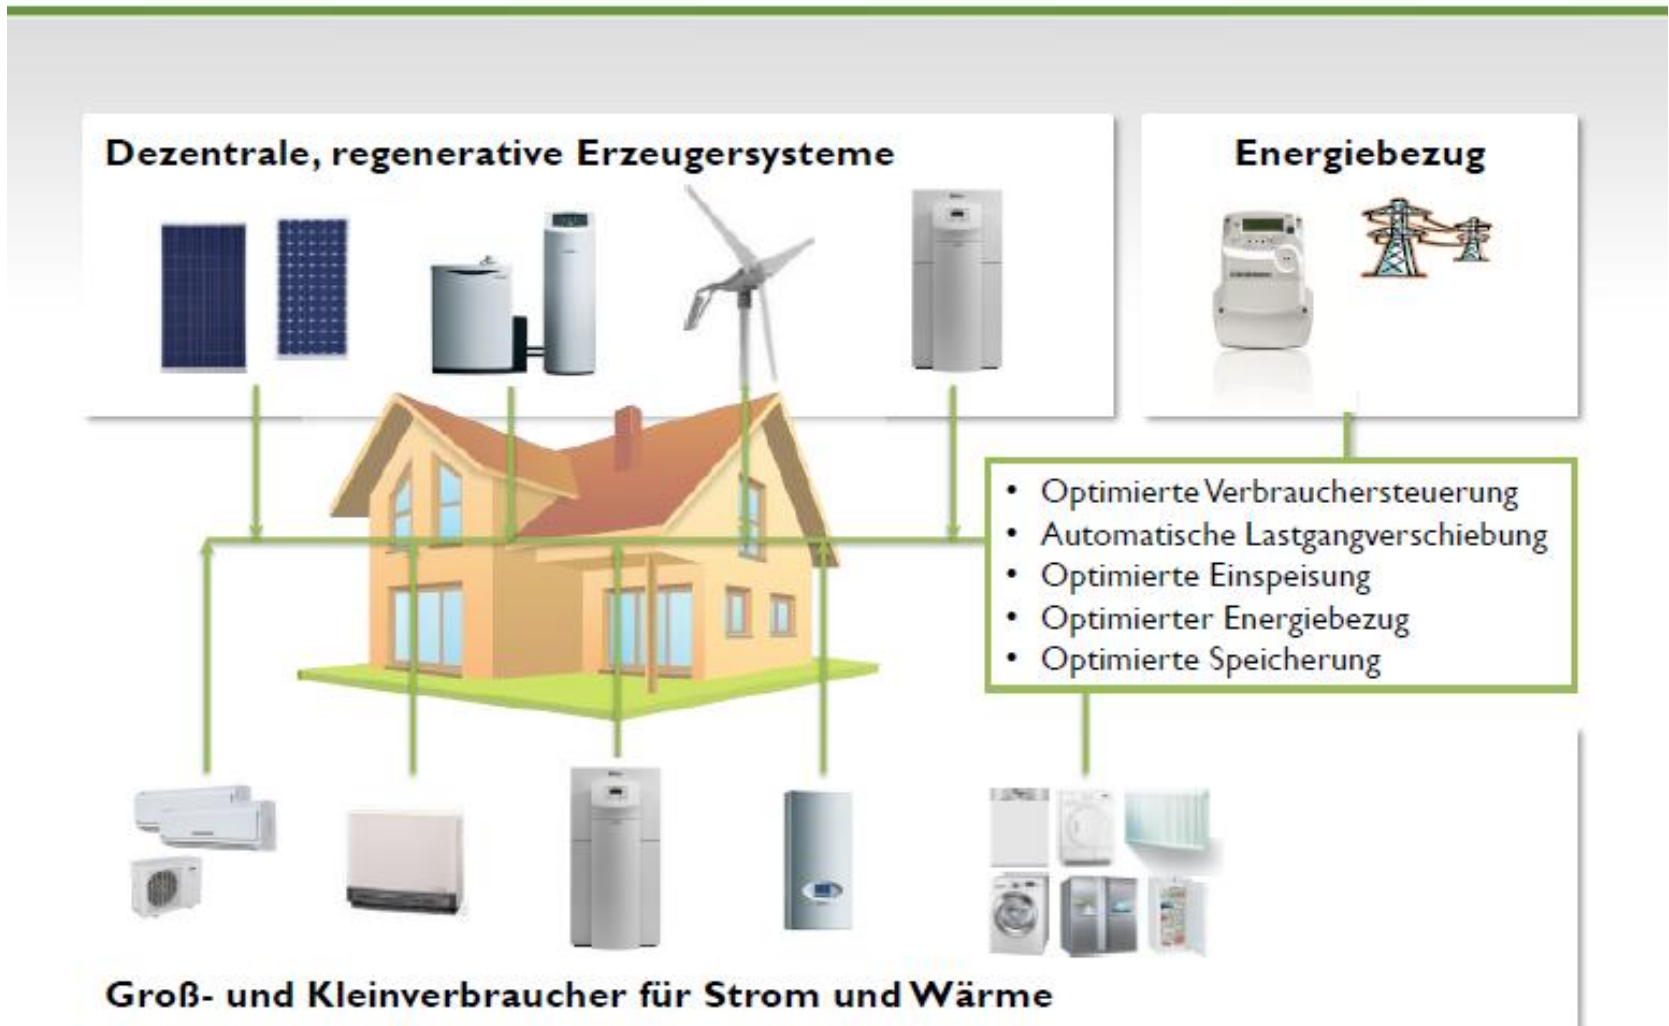 Dezentrale, regenerative Erzeugersysteme
Energiebezug
• Optimierte Verbrauchersteuerung
• Automatische Lastgangverschiebung
• Optimierte Einspeisung
• Optimierter Energiebezug
• Optimierte Speicherung
Groß- und Kleinverbraucher für Strom und Wärme